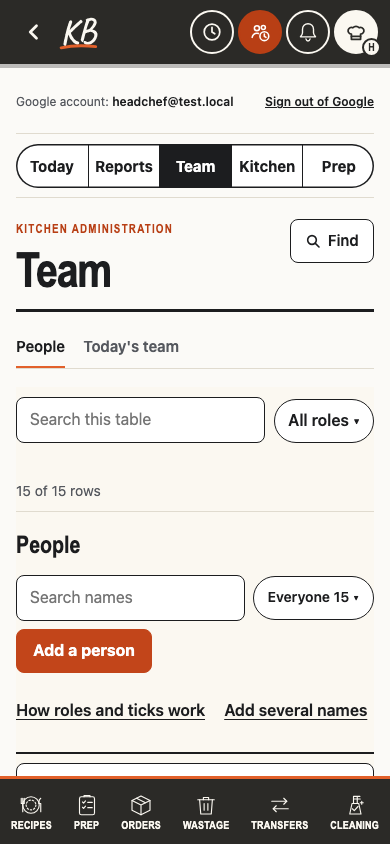 KB
H
Google account: headchef@test.local Sign out of Google
Today Reports Team Kitchen Prep
KITCHEN ADMINISTRATION
Team
Find
People Today's team
Search this table
All roles ▾
15 of 15 rows
People
Search names
Everyone 15 ▾
Add a person
How roles and ticks work Add several names
RECIPES PREP ORDERS WASTAGE TRANSFERS CLEANING